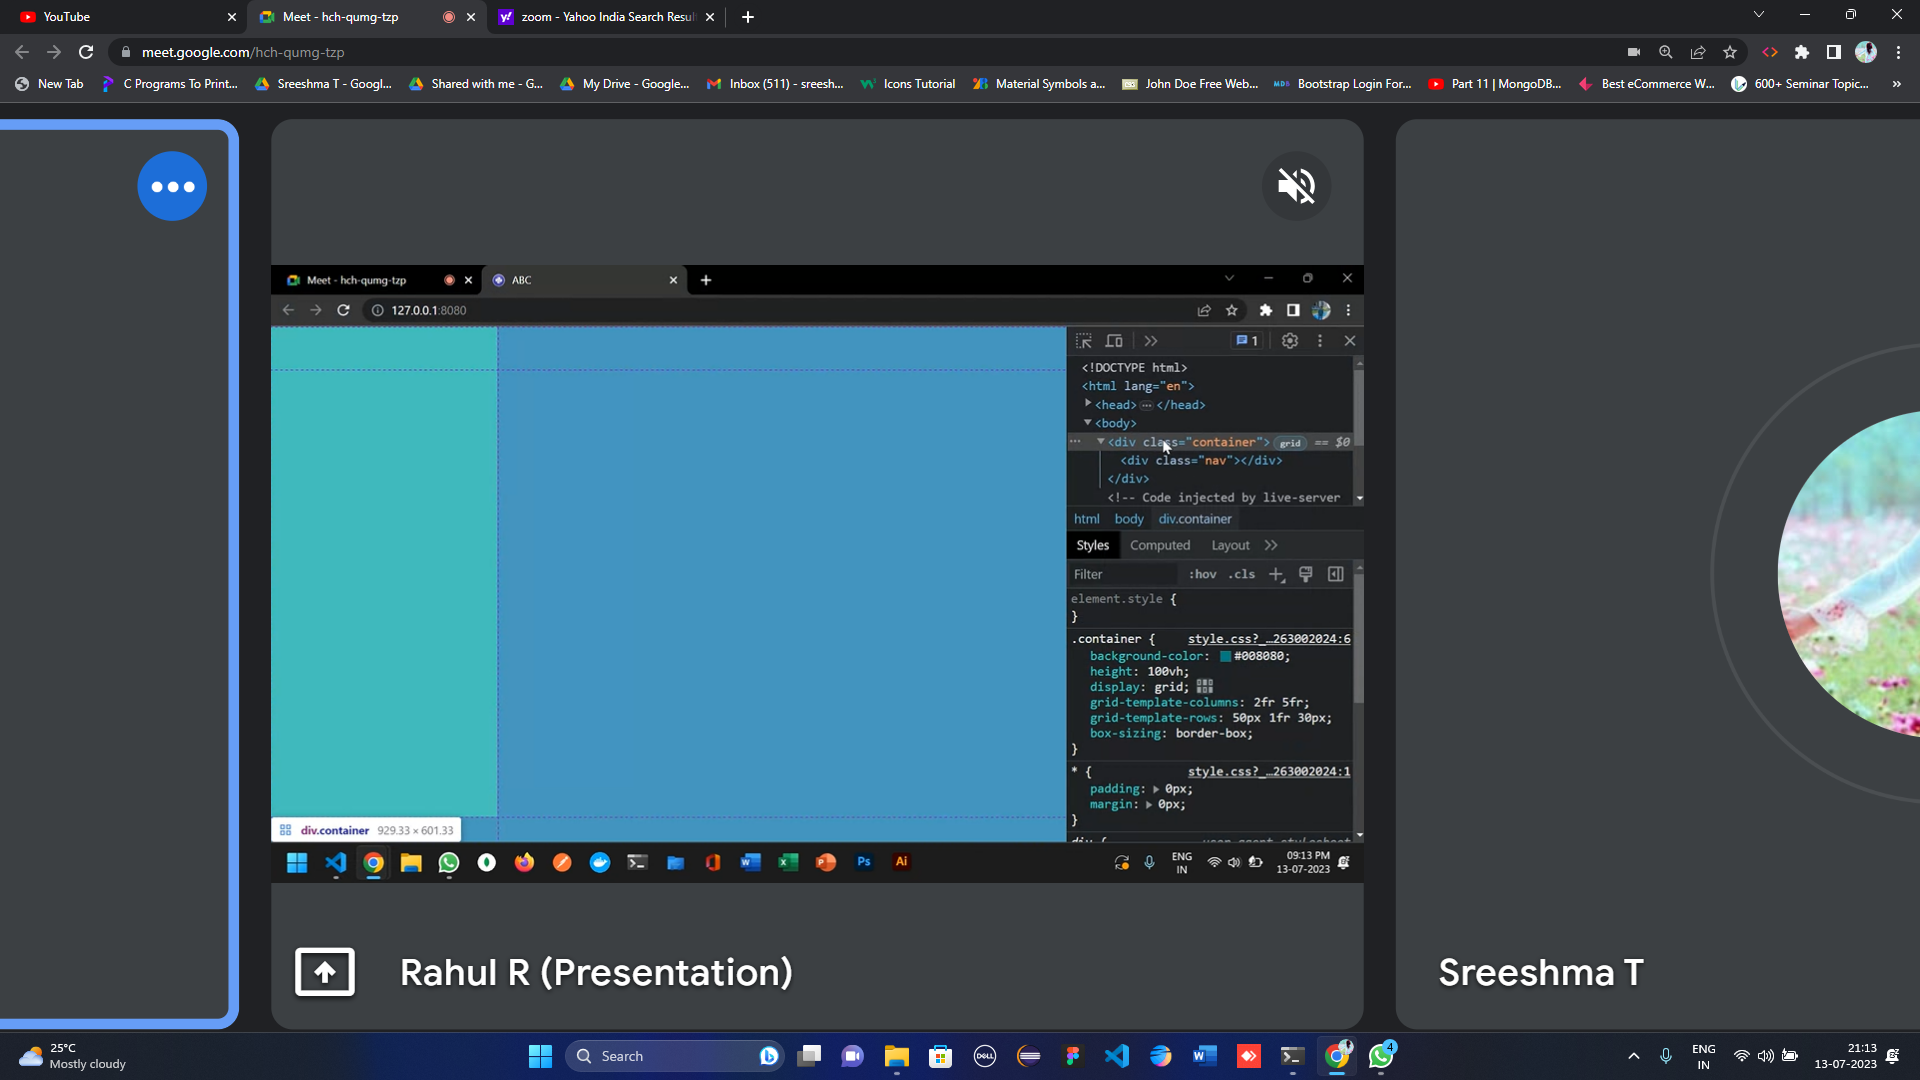 YouTube
Meet - hch-qumg-tzp
zoom - Yahoo India Search Resul
meet.google.com/hch-qumg-tzp
New Tab
C Programs To Print...
Sreeshma T - Googl...
Shared with me - G...
My Drive - Google...
Inbox (511) - sreesh...
Icons Tutorial
Material Symbols a...
John Doe Free Web...
Bootstrap Login For...
Part 11 | MongoDB...
Best eCommerce W...
600+ Seminar Topic...
Meet - hch-qumg-tzp
ABC
127.0.0.1:8080
1
<!DOCTYPE html>
<html lang="en">
<head> ... </head>
<body>
<div class="container"> grid == $0
<div class="nav"></div>
</div>
<!-- Code injected by live-server
html body div.container
Styles Computed Layout
Filter :hov .cls
element.style {
}
.container { style.css?_…263002024:6
background-color: #008080;
height: 100vh;
display: grid;
grid-template-columns: 2fr 5fr;
grid-template-rows: 50px 1fr 30px;
box-sizing: border-box;
}
* { style.css?_…263002024:1
padding: 0px;
margin: 0px;
}
div.container 929.33 × 601.33
Ps
Ai
ENG
IN
09:13 PM
13-07-2023
Rahul R (Presentation)
Sreeshma T
25°C
Mostly cloudy
Search
DELL
4
ENG
IN
21:13
13-07-2023